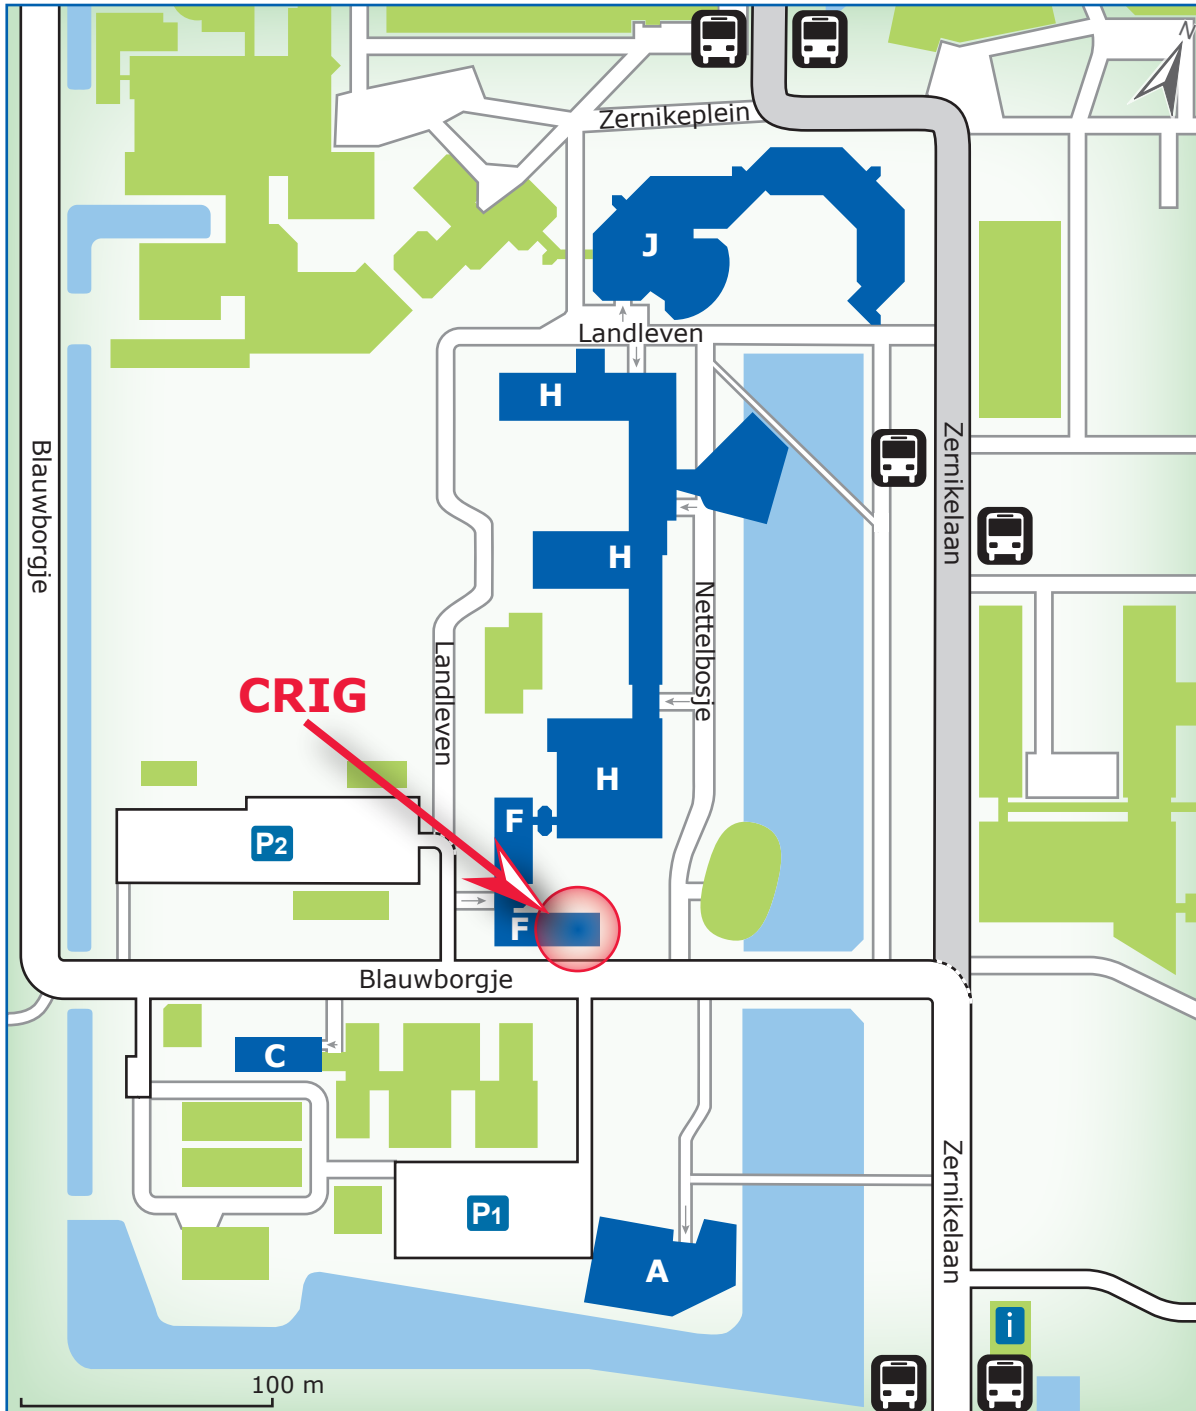 N
Zernikeplein
J
Landleven
H
Blauwborgje
Zernikelaan
H
Nettelbosje
Landleven
CRIG
H
F
P2
F
Blauwborgje
C
Zernikelaan
P1
A
i
100 m